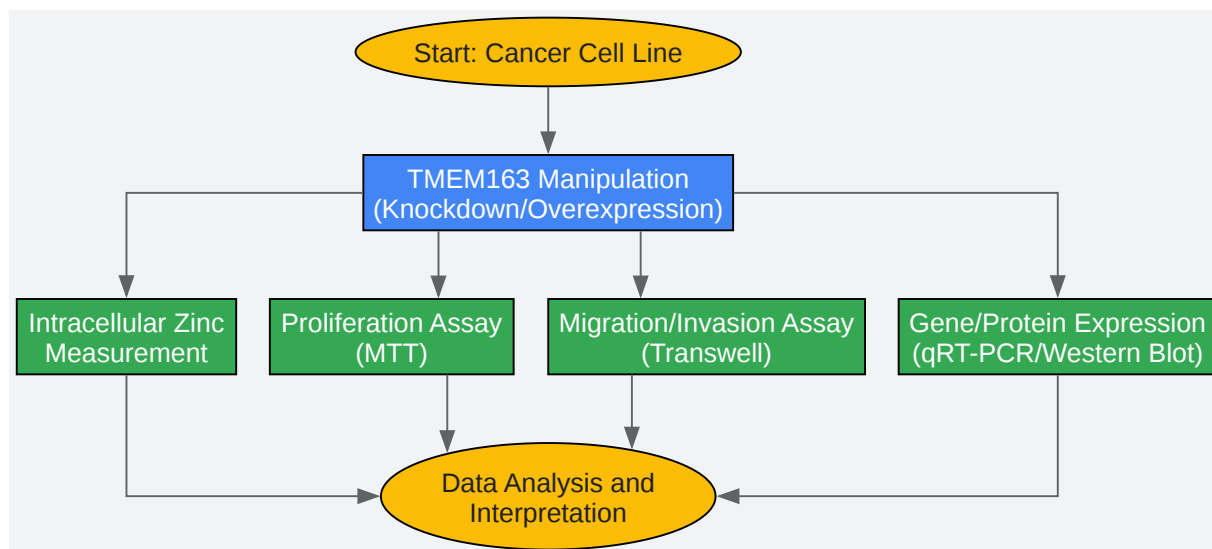 Start: Cancer Cell Line
TMEM163 Manipulation
(Knockdown/Overexpression)
Intracellular Zinc
Measurement
Proliferation Assay
(MTT)
Migration/Invasion Assay
(Transwell)
Gene/Protein Expression
(qRT-PCR/Western Blot)
Data Analysis and
Interpretation